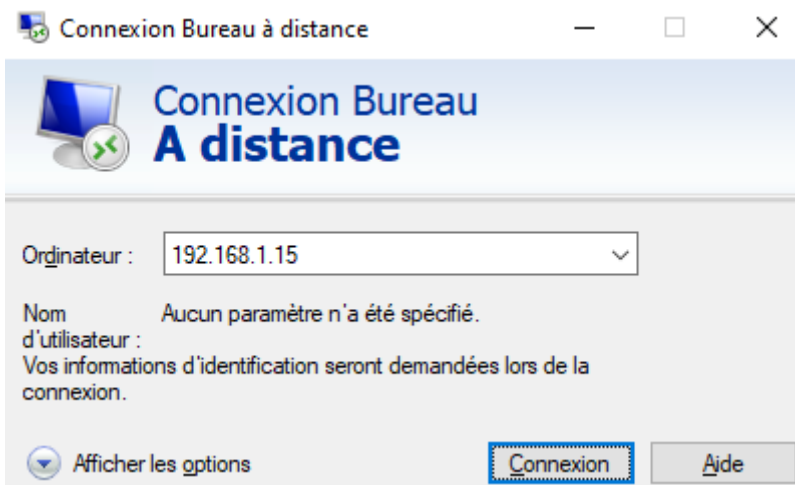 Connexion Bureau à distance
Connexion Bureau
A distance
Ordinateur : 192.168.1.15
Nom d'utilisateur : Aucun paramètre n'a été spécifié.
Vos informations d'identification seront demandées lors de la
connexion.
Afficher les options Connexion Aide